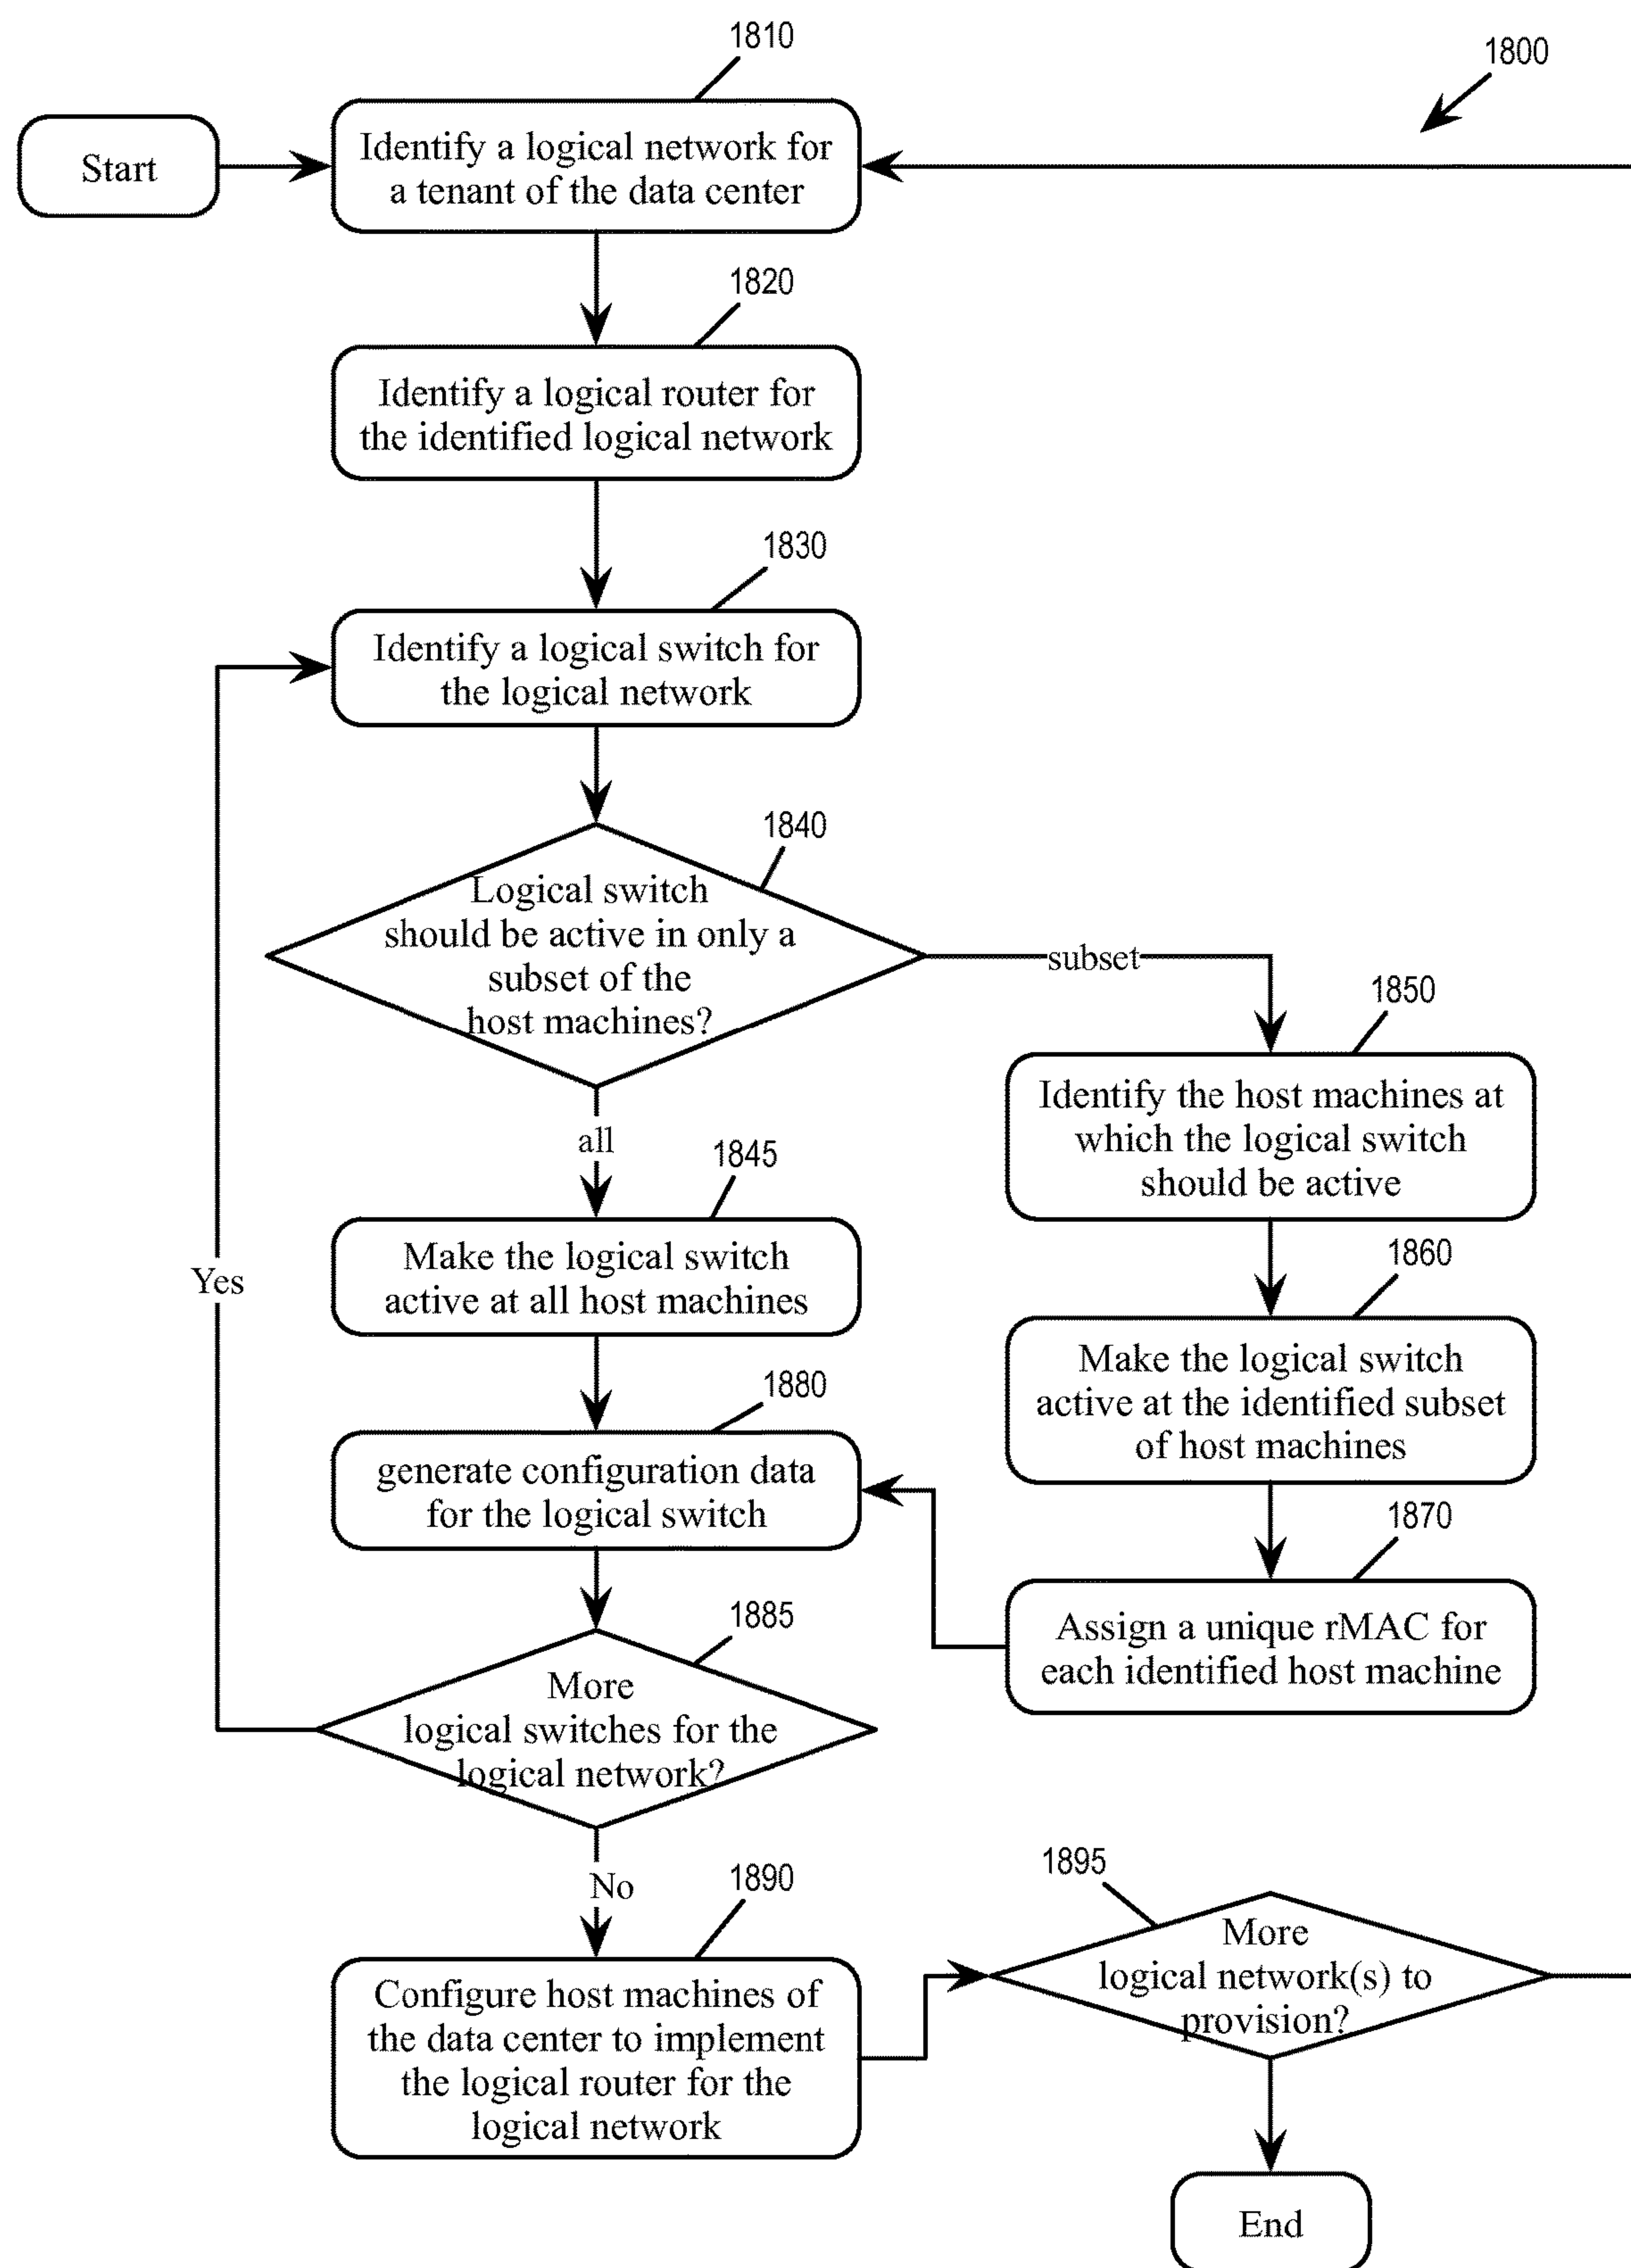 1810
1800
Start
Identify a logical network for
a tenant of the data center
1820
Identify a logical router for
the identified logical network
1830
Identify a logical switch for
the logical network
1840
Logical switch
should be active in only a
subset of the
host machines?
subset
1850
Identify the host machines at
which the logical switch
should be active
all
1845
Make the logical switch
active at all host machines
Yes
1860
Make the logical switch
active at the identified subset
of host machines
1880
generate configuration data
for the logical switch
1870
Assign a unique rMAC for
each identified host machine
1885
More
logical switches for the
logical network?
No
1890
Configure host machines of
the data center to implement
the logical router for the
logical network
1895
More
logical network(s) to
provision?
End